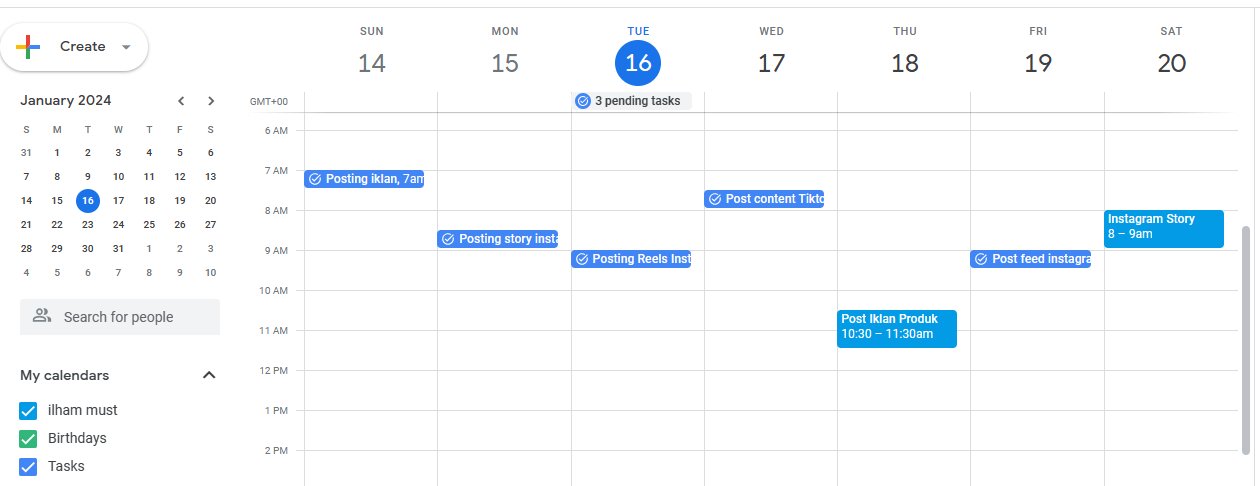 Create
January 2024
S M T W T F S
31 1 2 3 4 5 6
7 8 9 10 11 12 13
14 15 16 17 18 19 20
21 22 23 24 25 26 27
28 29 30 31 1 2 3
4 5 6 7 8 9 10
Search for people
My calendars
ilham must
Birthdays
Tasks
SUN MON TUE WED THU FRI SAT
14 15 16 17 18 19 20
GMT+00
3 pending tasks
6 AM
7 AM
Posting iklan, 7am
Post content Tikto
8 AM
Instagram Story
8 – 9am
Posting story insta
9 AM
Posting Reels Inst
Post feed instagra
10 AM
Post Iklan Produk
10:30 – 11:30am
11 AM
12 PM
1 PM
2 PM